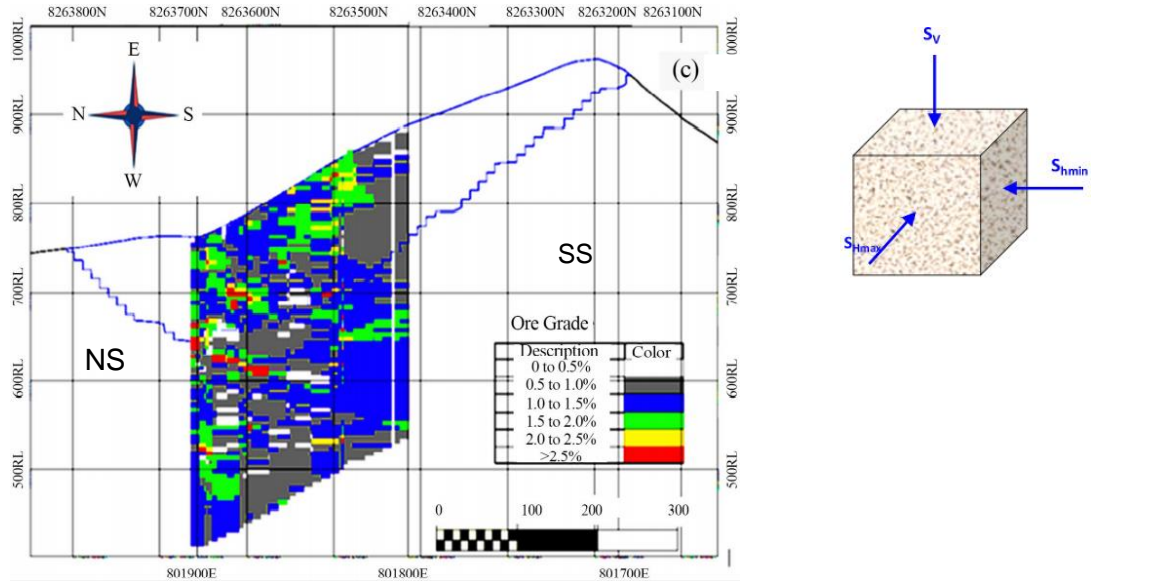 8263800N 8263700N 8263600N 8263500N 8263400N 8263300N 8263200N 8263100N
1000RL
900RL
800RL
700RL
600RL
500RL
E
N S
W
(c)
SS
NS
Ore Grade
Description Color
0 to 0.5%
0.5 to 1.0%
1.0 to 1.5%
1.5 to 2.0%
2.0 to 2.5%
>2.5%
0 100 200 300
000RL
900RL
800RL
700RL
600RL
500RL
801900E 801800E 801700E
SV
Shmin
SHmax